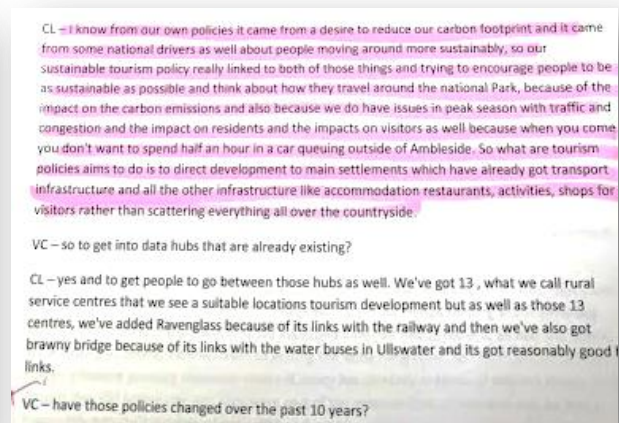 CL – I know from our own policies it came from a desire to reduce our carbon footprint and it came
from some national drivers as well about people moving around more sustainably, so our
sustainable tourism policy really linked to both of those things and trying to encourage people to be
as sustainable as possible and think about how they travel around the national Park, because of the
impact on the carbon emissions and also because we do have issues in peak season with traffic and
congestion and the impact on residents and the impacts on visitors as well because when you come
you don't want to spend half an hour in a car queuing outside of Ambleside. So what are tourism
policies aims to do is to direct development to main settlements which have already got transport
infrastructure and all the other infrastructure like accommodation restaurants, activities, shops for
visitors rather than scattering everything all over the countryside.
VC – so to get into data hubs that are already existing?
CL – yes and to get people to go between those hubs as well. We've got 13 , what we call rural
service centres that we see a suitable locations tourism development but as well as those 13
centres, we've added Ravenglass because of its links with the railway and then we've also got
brawny bridge because of its links with the water buses in Ullswater and its got reasonably good
links.
VC – have those policies changed over the past 10 years?